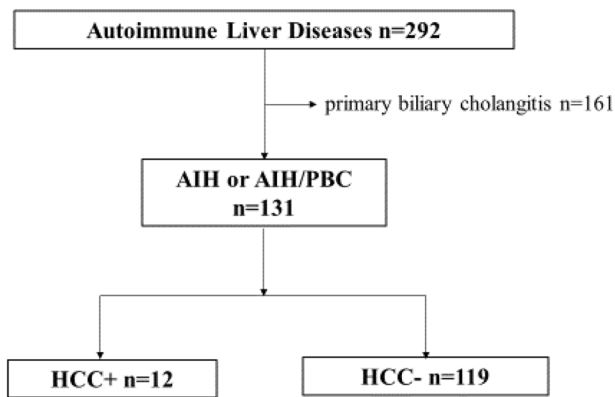 Autoimmune Liver Diseases n=292
primary biliary cholangitis n=161
AIH or AIH/PBC
n=131
HCC+ n=12
HCC- n=119